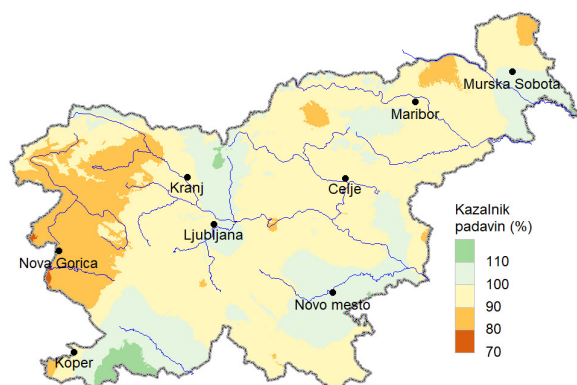 Murska Sobota
Maribor
Kranj
Celje
Ljubljana
Nova Gorica
Novo mesto
Koper
Kazalnik
padavin (%)
110
100
90
80
70